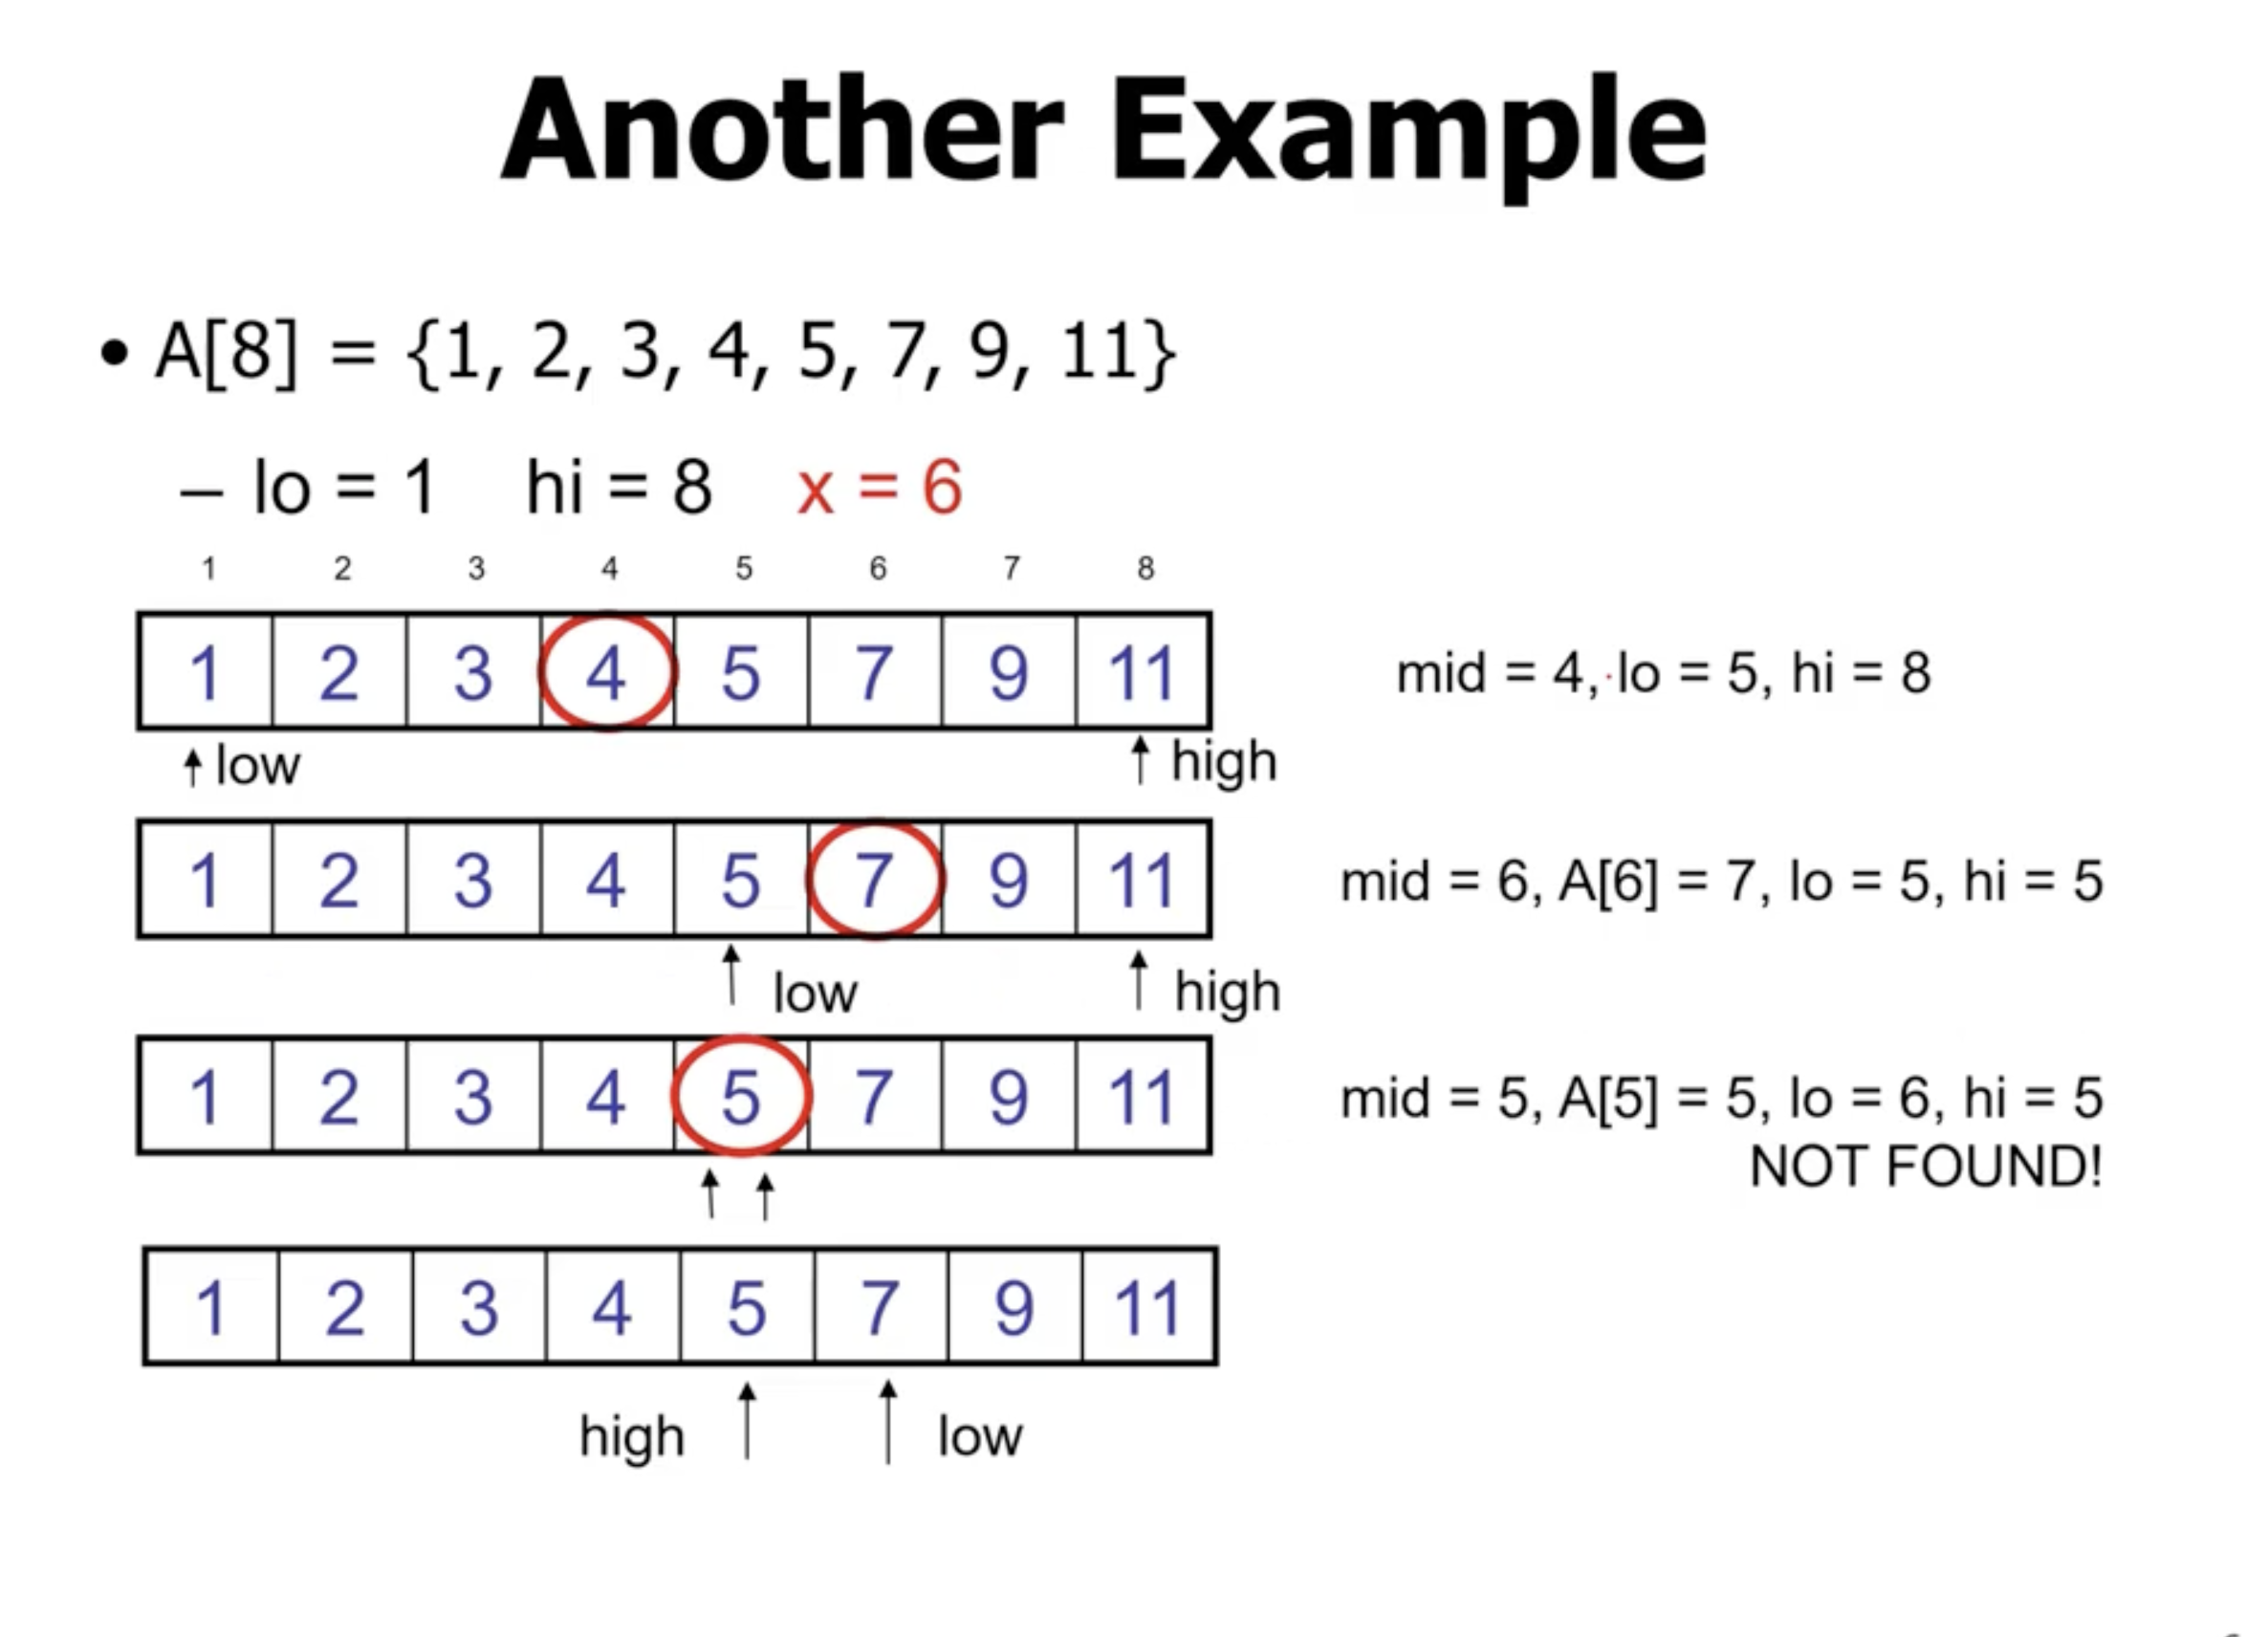 Another Example
• A[8] = {1, 2, 3, 4, 5, 7, 9, 11}
– lo = 1 hi = 8 x = 6
1 2 3 4 5 6 7 8
1 2 3 4 5 7 9 11
mid = 4, lo = 5, hi = 8
low high
1 2 3 4 5 7 9 11
mid = 6, A[6] = 7, lo = 5, hi = 5
low high
1 2 3 4 5 7 9 11
mid = 5, A[5] = 5, lo = 6, hi = 5
NOT FOUND!
1 2 3 4 5 7 9 11
high low